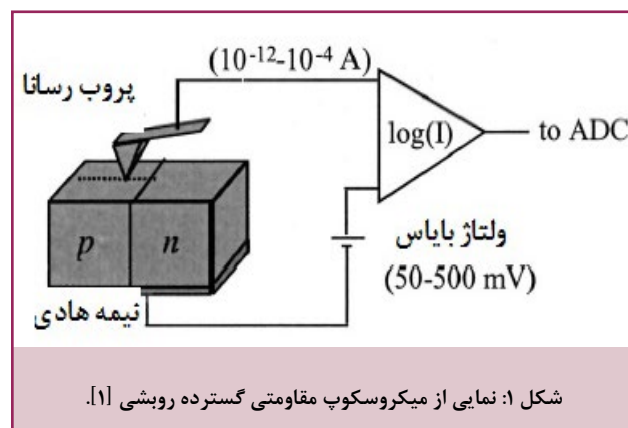 (10⁻¹²-10⁻⁴ A)
پروب رسانا
log(I)
to ADC
ولتاژ بایاس
(50-500 mV)
p n
نیمه هادی
شکل ۱: نمایی از میکروسکوپ مقاومتی گسترده روبشی [۱].